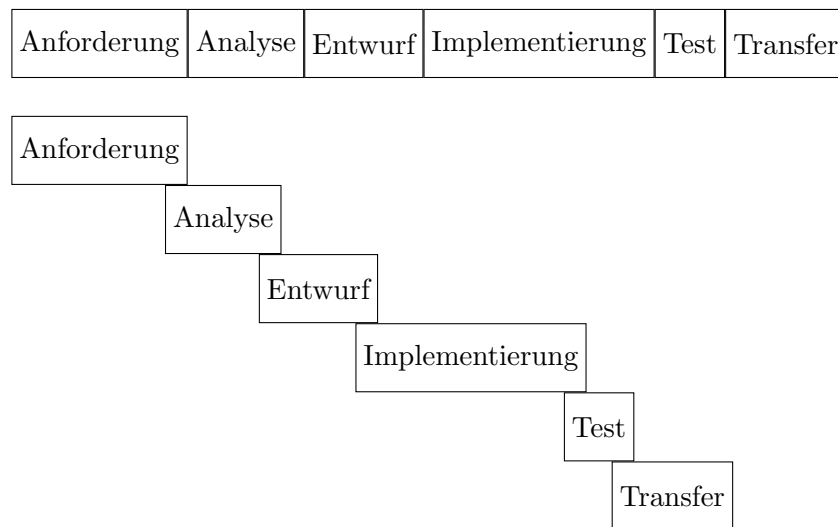 Anforderung Analyse Entwurf Implementierung Test Transfer
Anforderung
Analyse
Entwurf
Implementierung
Test
Transfer